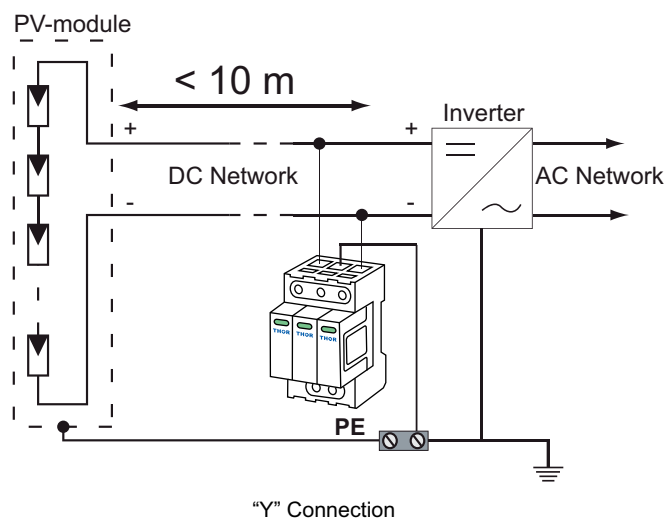 PV-module
< 10 m
Inverter
+
+
DC Network
AC Network
-
-
THOR THOR THOR
PE
“Y” Connection